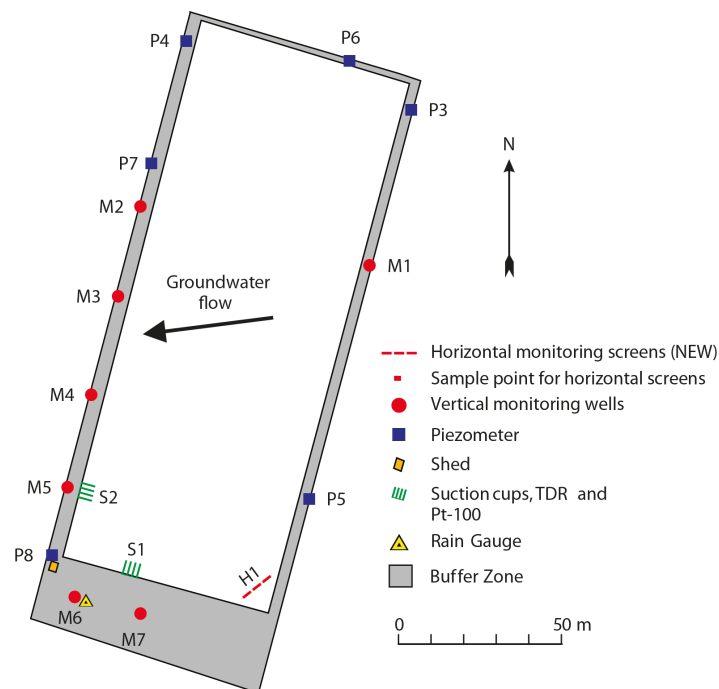 P6
P4
P3
N
P7
M2
M1
Groundwater
flow
M3
Horizontal monitoring screens (NEW)
Sample point for horizontal screens
M4
Vertical monitoring wells
Piezometer
Shed
M5
S2
P5
Suction cups, TDR and
Pt-100
Rain Gauge
S1
P8
H1
Buffer Zone
M6
M7
0 50 m